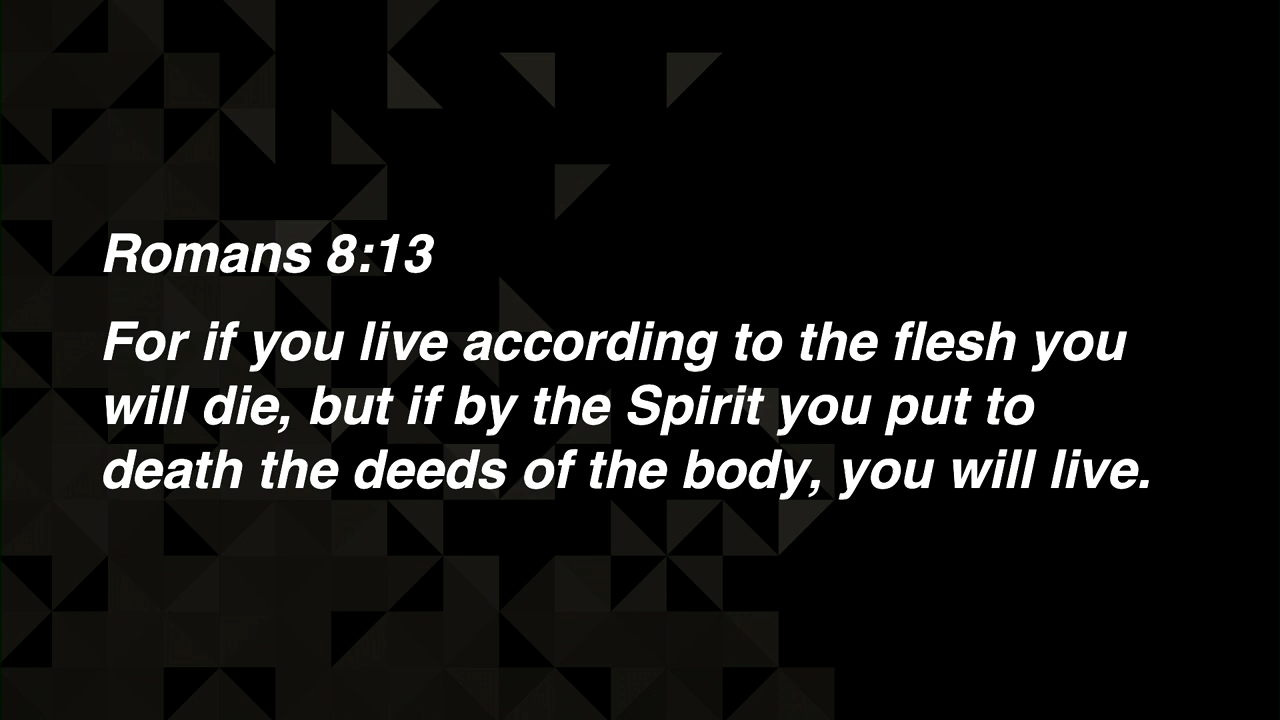 Romans 8:13
For if you live according to the flesh you
will die, but if by the Spirit you put to
death the deeds of the body, you will live.